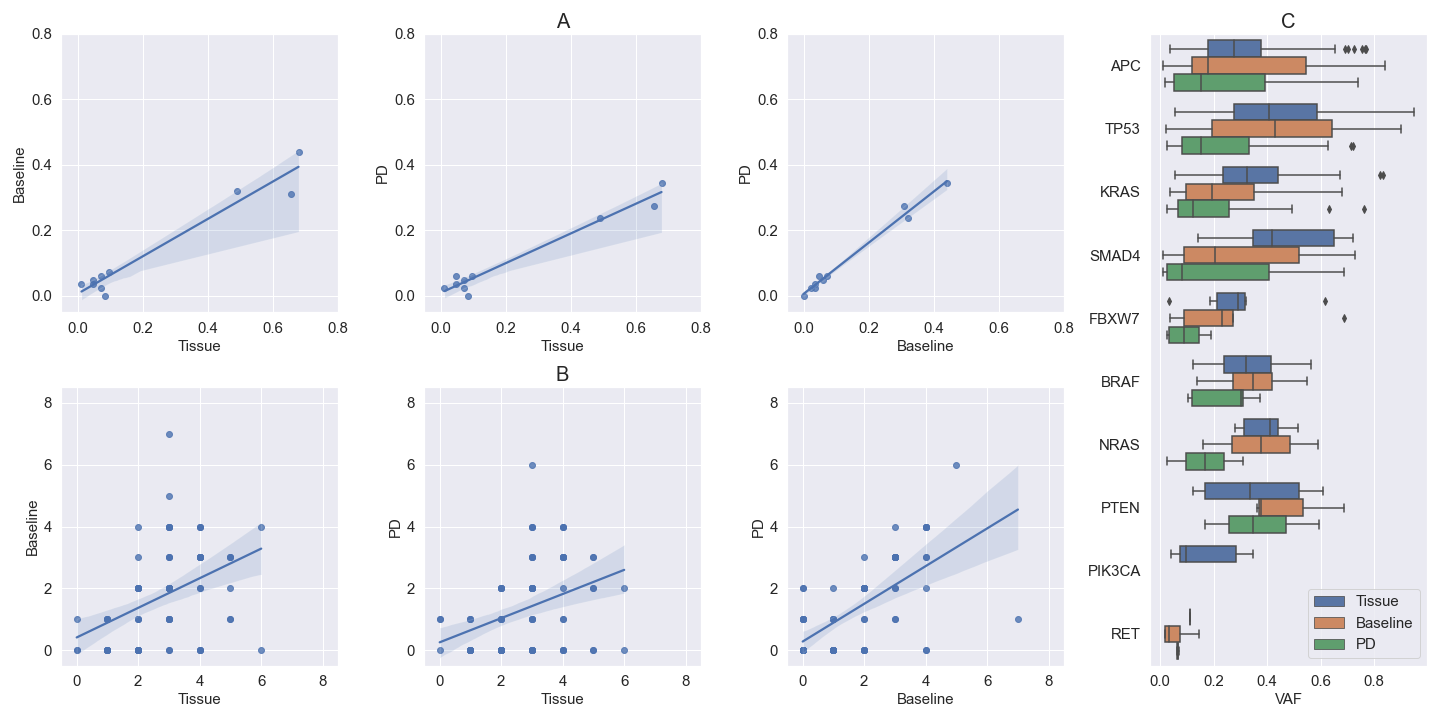 A
0.8
0.6
0.4
0.2
0.0
Baseline
0.0 0.2 0.4 0.6 0.8
Tissue
0.8
0.6
0.4
0.2
0.0
PD
0.0 0.2 0.4 0.6 0.8
Tissue
0.8
0.6
0.4
0.2
0.0
PD
0.0 0.2 0.4 0.6 0.8
Baseline
B
8
6
4
2
0
Baseline
0 2 4 6 8
Tissue
8
6
4
2
0
PD
0 2 4 6 8
Tissue
8
6
4
2
0
PD
0 2 4 6 8
Baseline
C
APC
TP53
KRAS
SMAD4
FBXW7
BRAF
NRAS
PTEN
PIK3CA
RET
Tissue
Baseline
PD
0.0 0.2 0.4 0.6 0.8
VAF